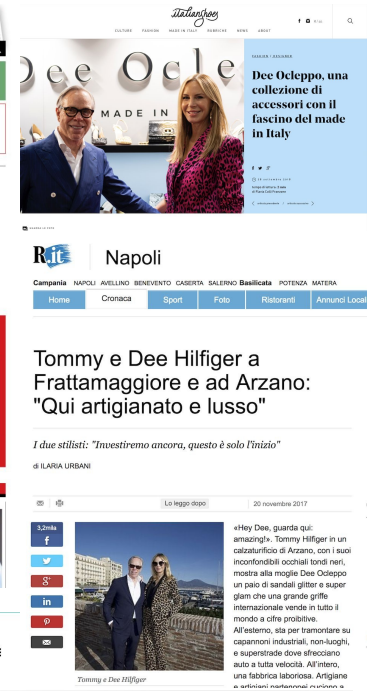 italianshoes
CULTURE FASHION MADE IN ITALY RUBRICHE NEWS ABOUT
Dee Ocle
MADE IN
FASHION / DESIGNER
Dee Ocleppo, una
collezione di
accessori con il
fascino del made
in Italy
R.it Napoli
Campania NAPOLI AVELLINO BENEVENTO CASERTA SALERNO Basilicata POTENZA MATERA
Home Cronaca Sport Foto Ristoranti Annunci Local
Tommy e Dee Hilfiger a
Frattamaggiore e ad Arzano:
"Qui artigianato e lusso"
I due stilisti: "Investiremo ancora, questo è solo l'inizio"
di ILARIA URBANI
Lo leggo dopo
20 novembre 2017
3,2mila
Tommy e Dee Hilfiger
«Hey Dee, guarda qui:
amazing!». Tommy Hilfiger in un
calzaturificio di Arzano, con i suoi
inconfondibili occhiali tondi neri,
mostra alla moglie Dee Ocleppo
un paio di sandali glitter e super
glam che una grande griffe
internazionale vende in tutto il
mondo a cifre proibitive.
All'esterno, sta per tramontare su
capannoni industriali, non-luoghi,
e superstrade dove sfrecciano
auto a tutta velocità. All'interno,
una fabbrica laboriosa. Artigiane
e artigiani partenopei cuciono a